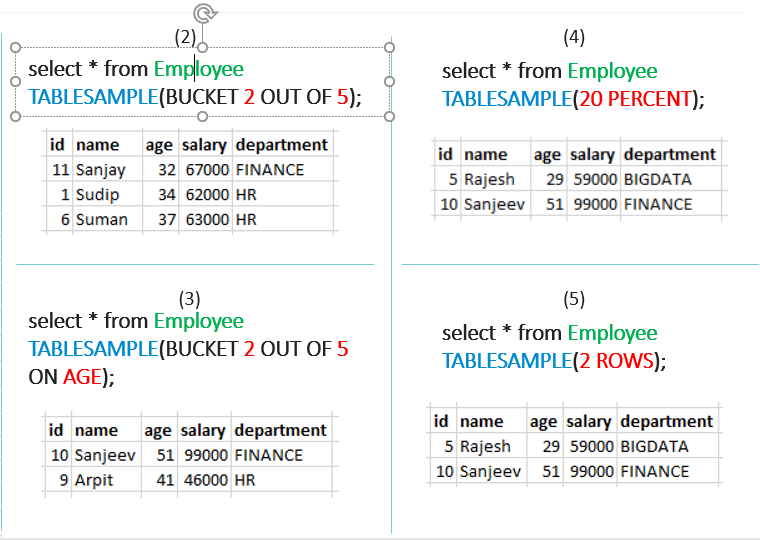 (2)
select * from Employee
TABLESAMPLE(BUCKET 2 OUT OF 5);
id name age salary department
11 Sanjay 32 67000 FINANCE
1 Sudip 34 62000 HR
6 Suman 37 63000 HR
(4)
select * from Employee
TABLESAMPLE(20 PERCENT);
id name age salary department
5 Rajesh 29 59000 BIGDATA
10 Sanjeev 51 99000 FINANCE
(3)
select * from Employee
TABLESAMPLE(BUCKET 2 OUT OF 5
ON AGE);
id name age salary department
10 Sanjeev 51 99000 FINANCE
9 Arpit 41 46000 HR
(5)
select * from Employee
TABLESAMPLE(2 ROWS);
id name age salary department
5 Rajesh 29 59000 BIGDATA
10 Sanjeev 51 99000 FINANCE